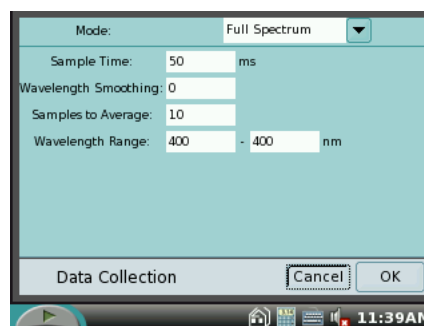 Mode: Full Spectrum
Sample Time: 50 ms
Wavelength Smoothing: 0
Samples to Average: 10
Wavelength Range: 400 - 400 nm
Data Collection Cancel OK
11:39AM